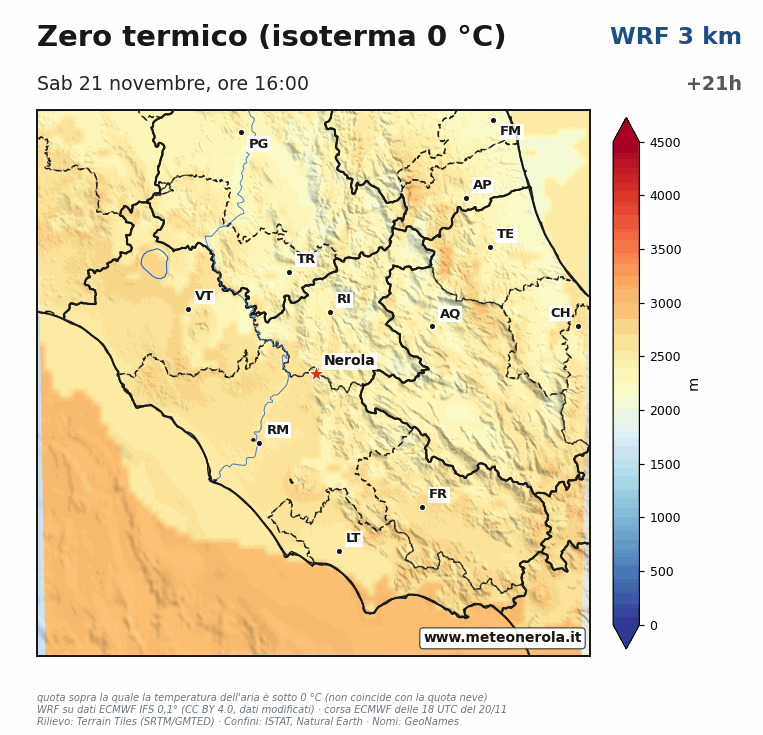 Zero termico (isoterma 0 °C)
WRF 3 km
Sab 21 novembre, ore 16:00
+21h
FM
PG
AP
TE
TR
VT
RI
AQ
CH
Nerola
RM
FR
LT
www.meteonerola.it
4500
4000
3500
3000
2500
2000
1500
1000
500
0
m
quota sopra la quale la temperatura dell'aria è sotto 0 °C (non coincide con la quota neve)
WRF su dati ECMWF IFS 0,1° (CC BY 4.0, dati modificati) · corsa ECMWF delle 18 UTC del 20/11
Rilievo: Terrain Tiles (SRTM/GMTED) · Confini: ISTAT, Natural Earth · Nomi: GeoNames